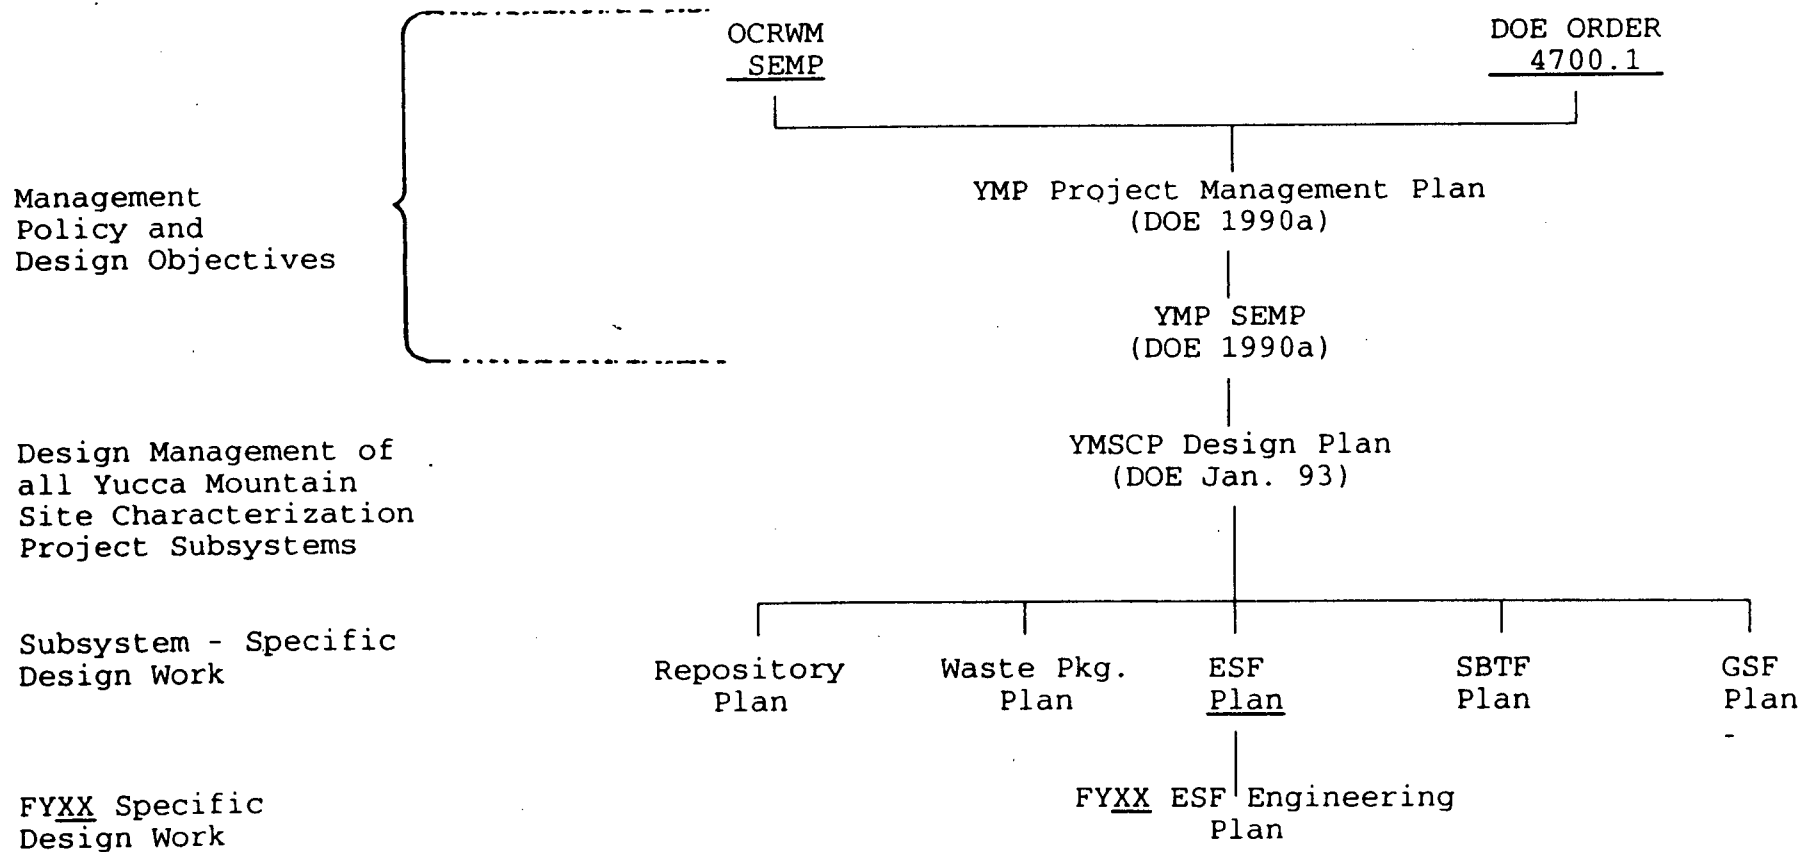 OCRWM
SEMP
DOE ORDER
4700.1
Management
Policy and
Design Objectives
YMP Project Management Plan
(DOE 1990a)
YMP SEMP
(DOE 1990a)
Design Management of
all Yucca Mountain
Site Characterization
Project Subsystems
YMSCP Design Plan
(DOE Jan. 93)
Subsystem - Specific
Design Work
Repository
Plan
Waste Pkg.
Plan
ESF
Plan
SBTF
Plan
GSF
Plan
FYXX Specific
Design Work
FYXX ESF Engineering
Plan